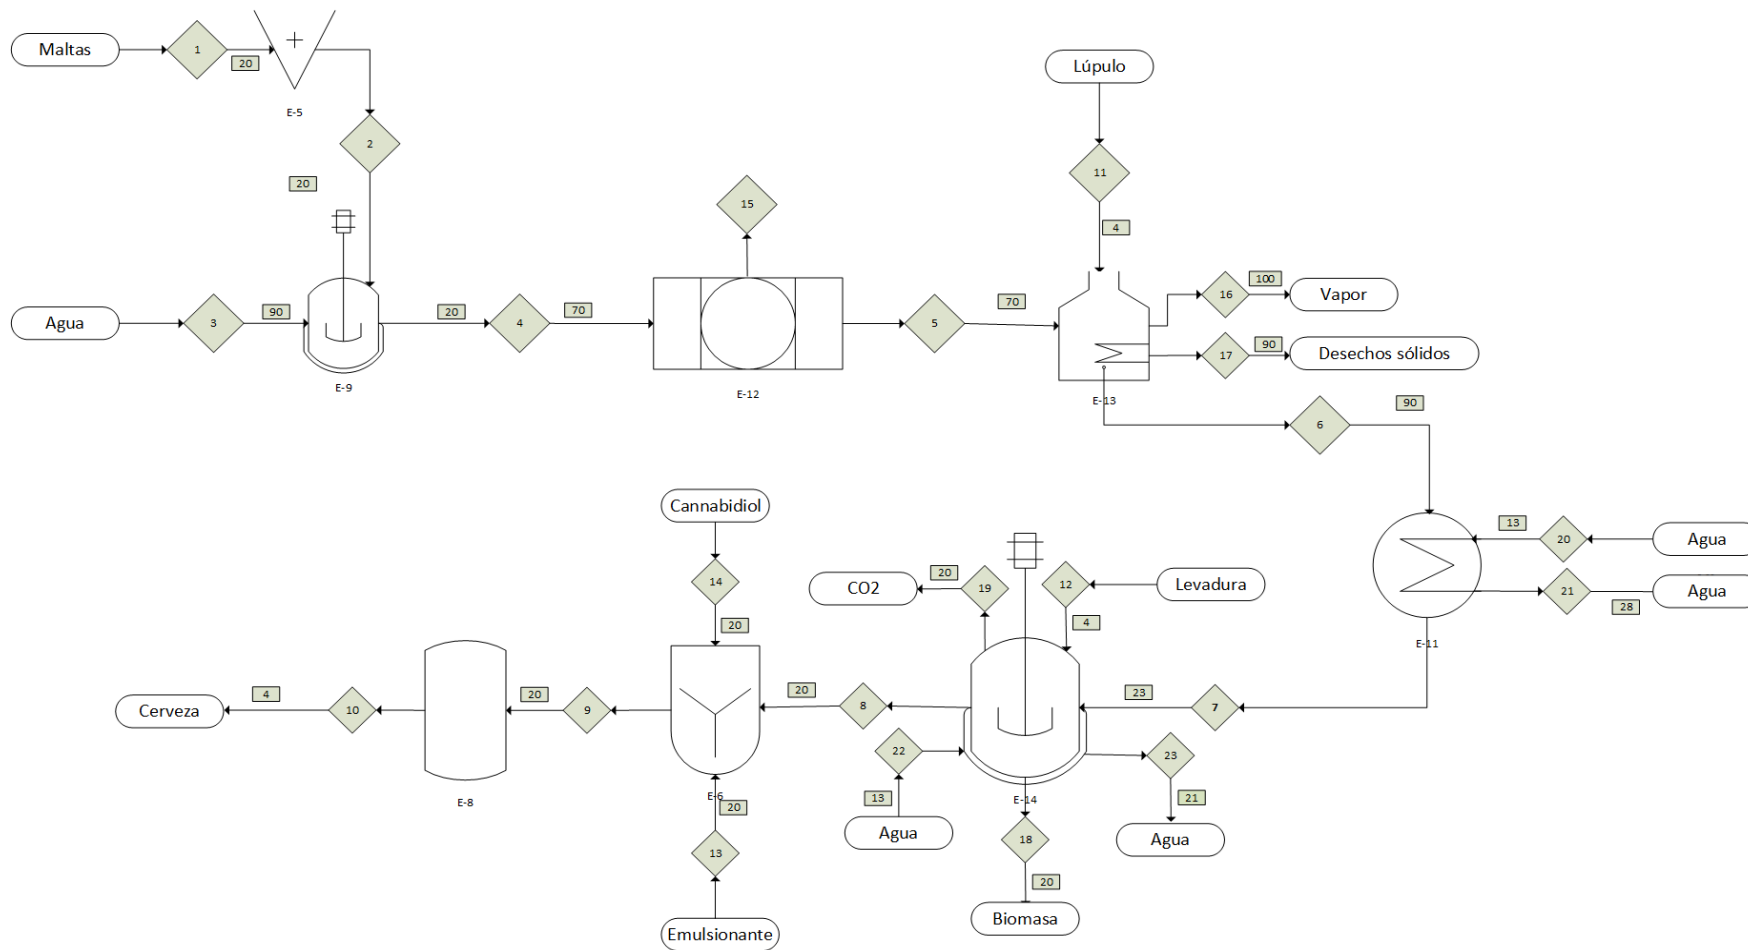 Maltas
1
20
E-5
2
20
Lúpulo
11
4
15
Agua
3
90
E-9
20
4
70
E-12
5
70
E-13
16
100
Vapor
17
90
Desechos sólidos
6
90
Cannabidiol
14
20
CO2
20
19
12
Levadura
4
13
20
Agua
21
28
Agua
E-11
Cerveza
4
10
E-8
20
9
E-6
20
13
Emulsionante
20
8
22
13
Agua
E-14
23
7
23
21
Agua
18
20
Biomasa